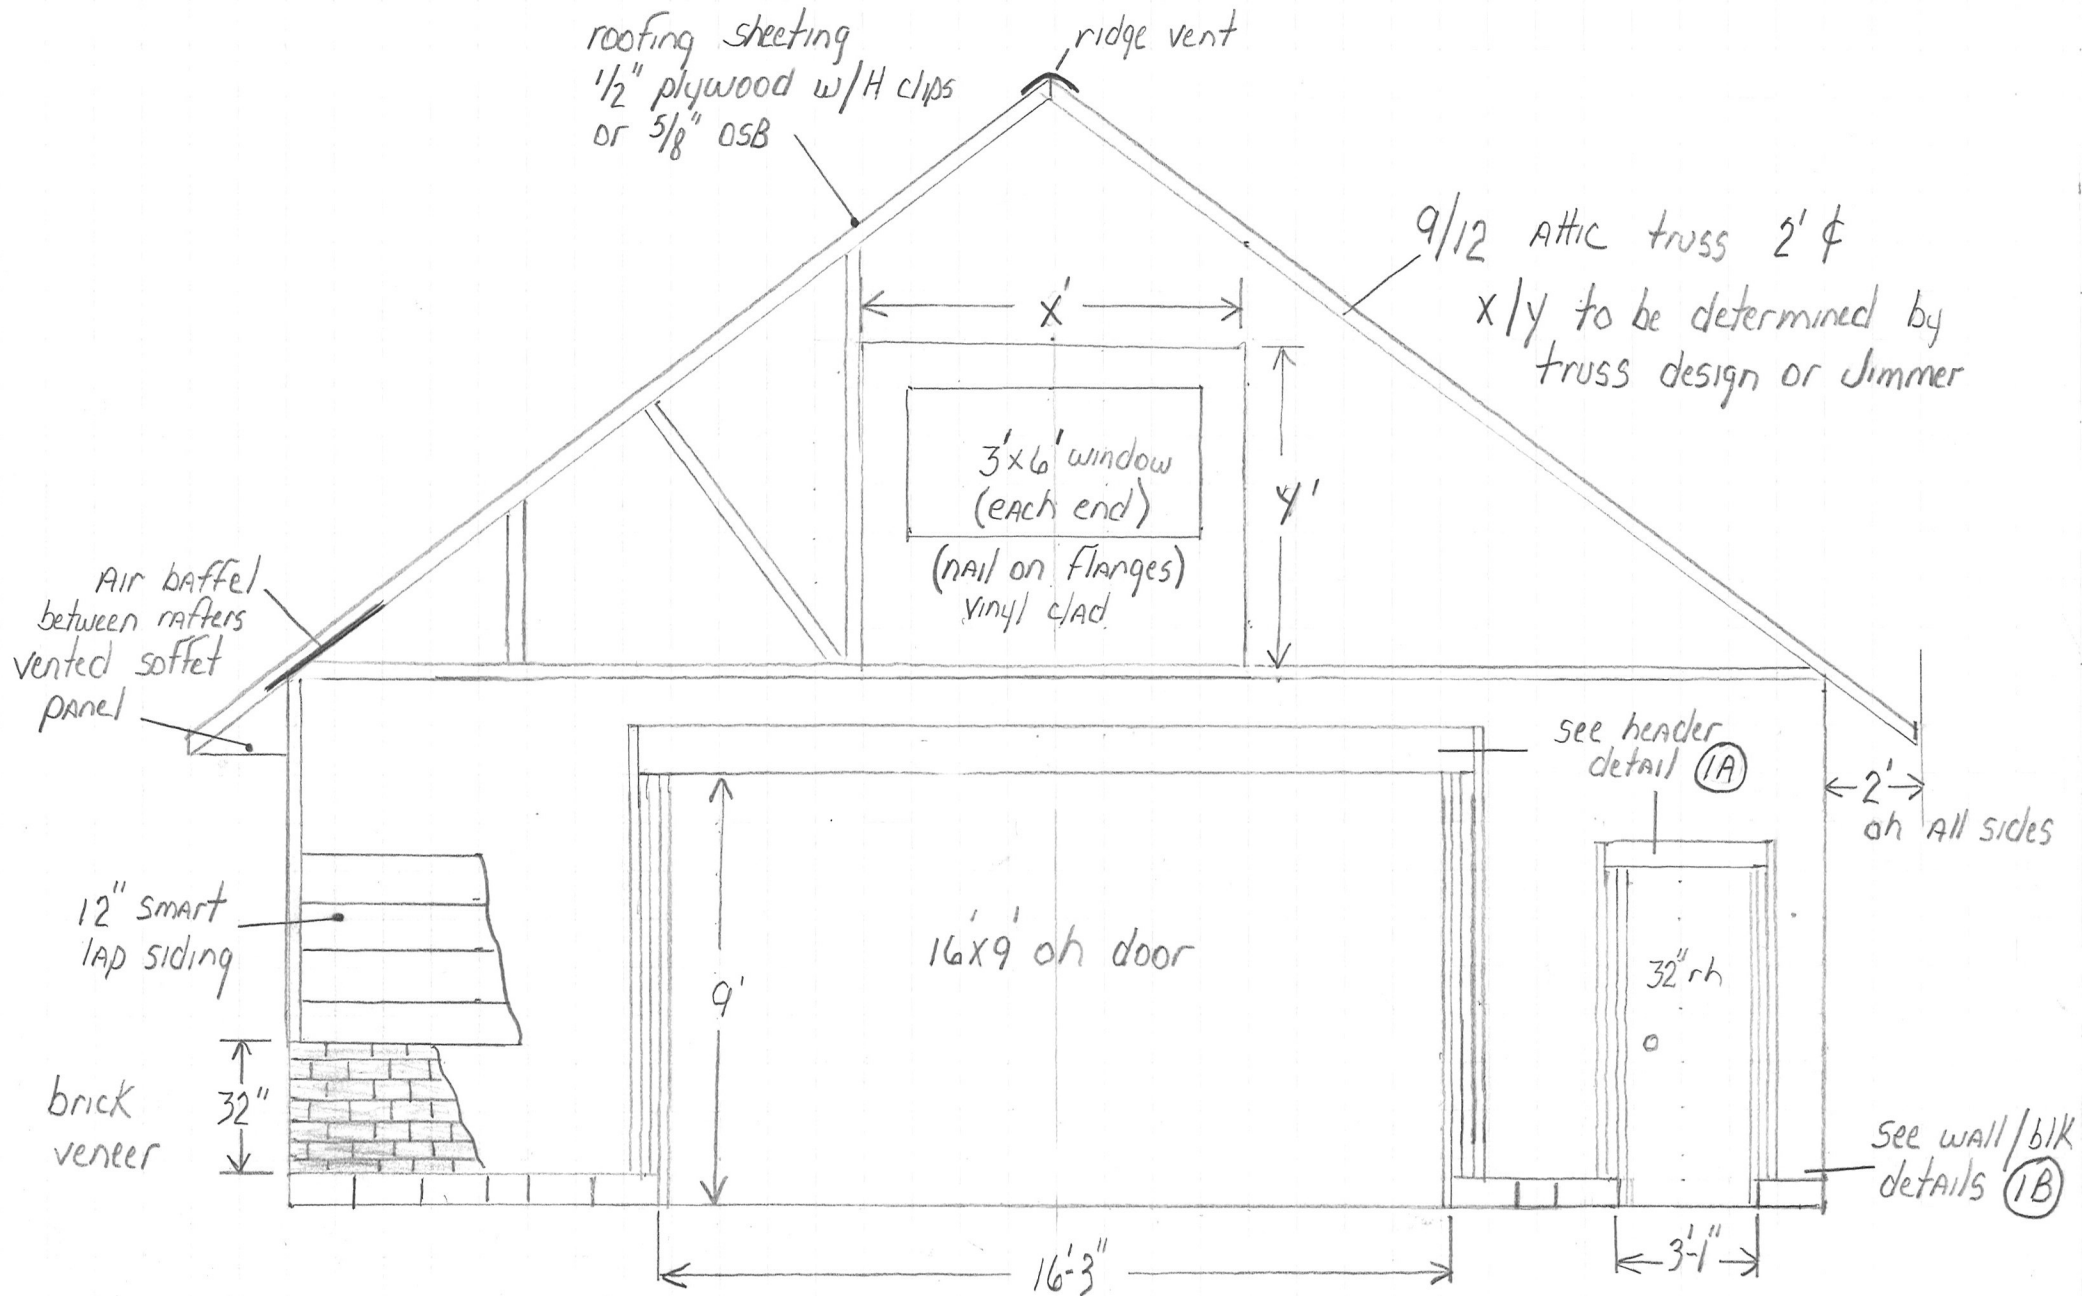 roofing sheeting
1/2" plywood w/H clips
or 5/8" OSB
ridge vent
9/12 Attic truss 2' ¢
x/y to be determined by
truss design or Jimmer
x'
y'
3'x6' window
(each end)
(nail on flanges)
vinyl clad
Air baffel
between rafters
vented soffet
panel
see header
detail 1A
2'
oh All sides
12" smart
lap siding
16'x9' oh door
9'
32" rh
brick
veneer
32"
see wall/blk
details 1B
16'-3"
3'-1"